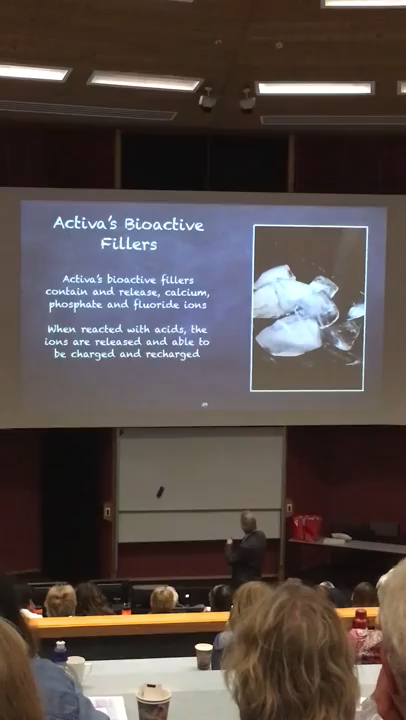 Activa's Bioactive
Fillers
Activa's bioactive fillers
contain and release, calcium,
phosphate and fluoride ions
When reacted with acids, the
ions are released and able to
be charged and recharged